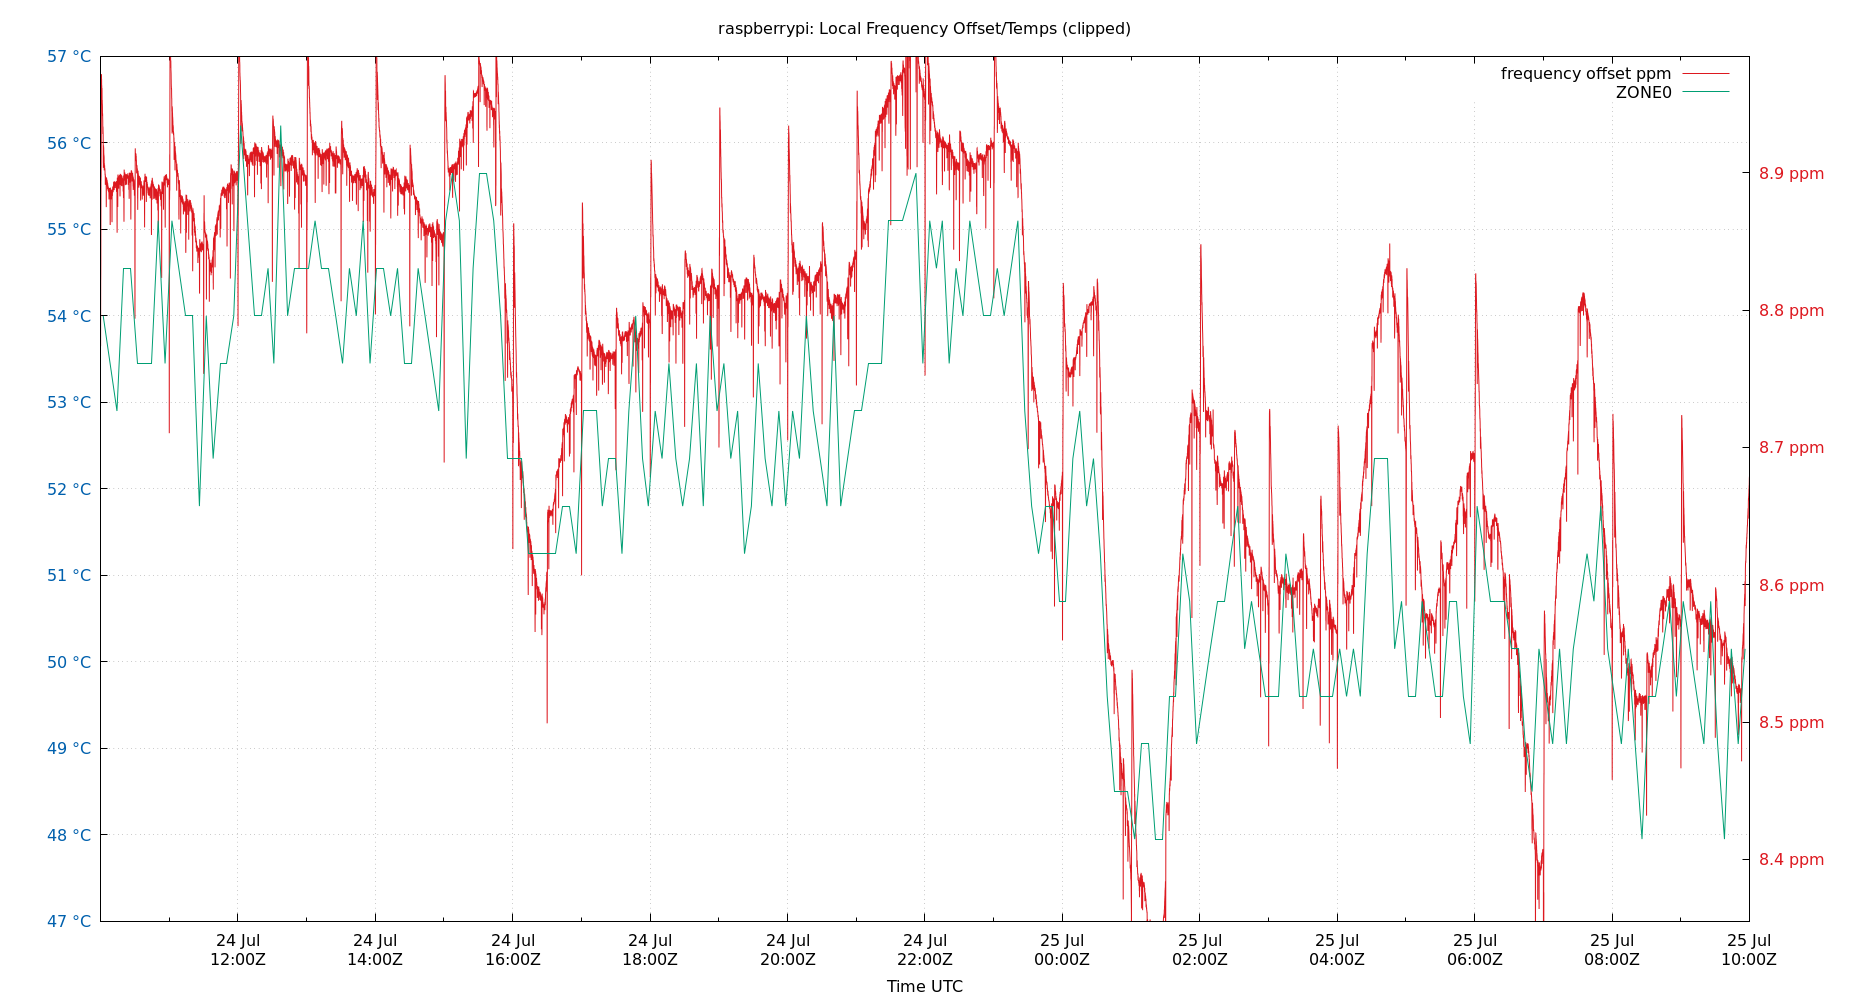 raspberrypi: Local Frequency Offset/Temps (clipped)
frequency offset ppm
ZONE0
57 °C
56 °C
55 °C
54 °C
53 °C
52 °C
51 °C
50 °C
49 °C
48 °C
47 °C
8.9 ppm
8.8 ppm
8.7 ppm
8.6 ppm
8.5 ppm
8.4 ppm
24 Jul
12:00Z
24 Jul
14:00Z
24 Jul
16:00Z
24 Jul
18:00Z
24 Jul
20:00Z
24 Jul
22:00Z
25 Jul
00:00Z
25 Jul
02:00Z
25 Jul
04:00Z
25 Jul
06:00Z
25 Jul
08:00Z
25 Jul
10:00Z
Time UTC